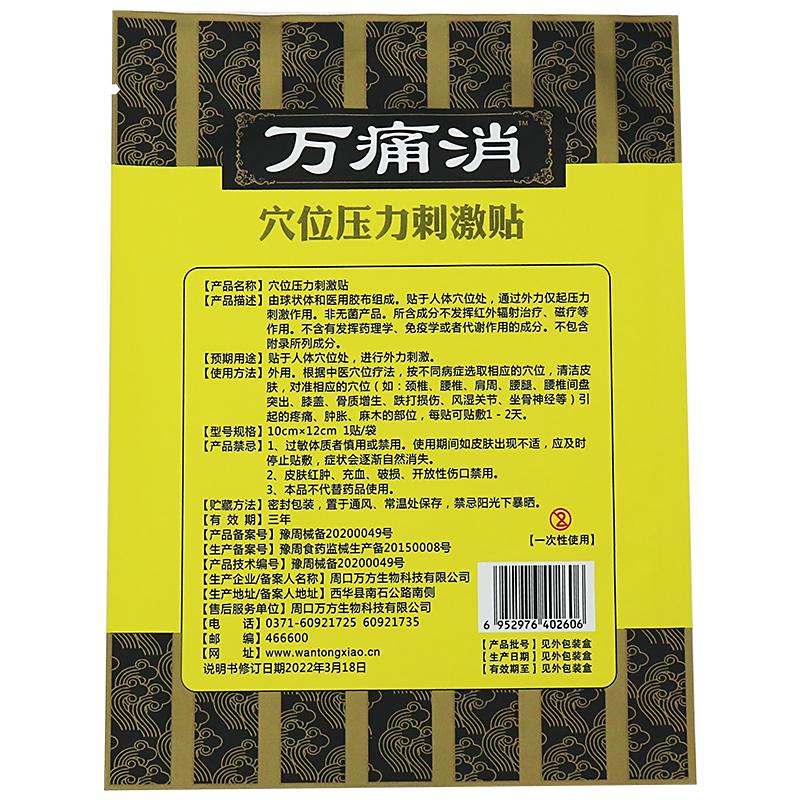 万痛消™
穴位压力刺激贴
【产品名称】穴位压力刺激贴
【产品描述】由球状体和医用胶布组成。贴于人体穴位处，通过外力仅起压力
刺激作用。非无菌产品。所含成分不发挥红外辐射治疗、磁疗等
作用。不含有发挥药理学、免疫学或者代谢作用的成分。不包含
附录所列成分。
【预期用途】贴于人体穴位处，进行外力刺激。
【使用方法】外用。根据中医穴位疗法，按不同病症选取相应的穴位，清洁皮
肤，对准相应的穴位（如：颈椎、腰椎、肩周、腰腿、腰椎间盘
突出、膝盖、骨质增生、跌打损伤、风湿关节、坐骨神经等）引
起的疼痛、肿胀、麻木的部位，每贴可贴敷1-2天。
【型号规格】10cm×12cm 1贴/袋
【产品禁忌】1、过敏体质者慎用或禁用。使用期间如皮肤出现不适，应及时
停止贴敷，症状会逐渐自然消失。
2、皮肤红肿、充血、破损、开放性伤口禁用。
3、本品不代替药品使用。
【贮藏方法】密封包装，置于通风、常温处保存，禁忌阳光下暴晒。
【有 效 期】三年
【产品备案号】豫周械备20200049号
【生产备案号】豫周食药监械生产备20150008号
【产品技术编号】豫周械备20200049号
【生产企业/备案人名称】周口万方生物科技有限公司
【生产地址/备案人地址】西华县南石公路南侧
【售后服务单位】周口万方生物科技有限公司
【电 话】0371-60921725 60921735
【邮 编】466600
【网 址】www.wantongxiao.cn
说明书修订日期2022年3月18日
2
【一次性使用】
6 952976 402606
【产品批号】见外包装盒
【生产日期】见外包装盒
【有效期至】见外包装盒